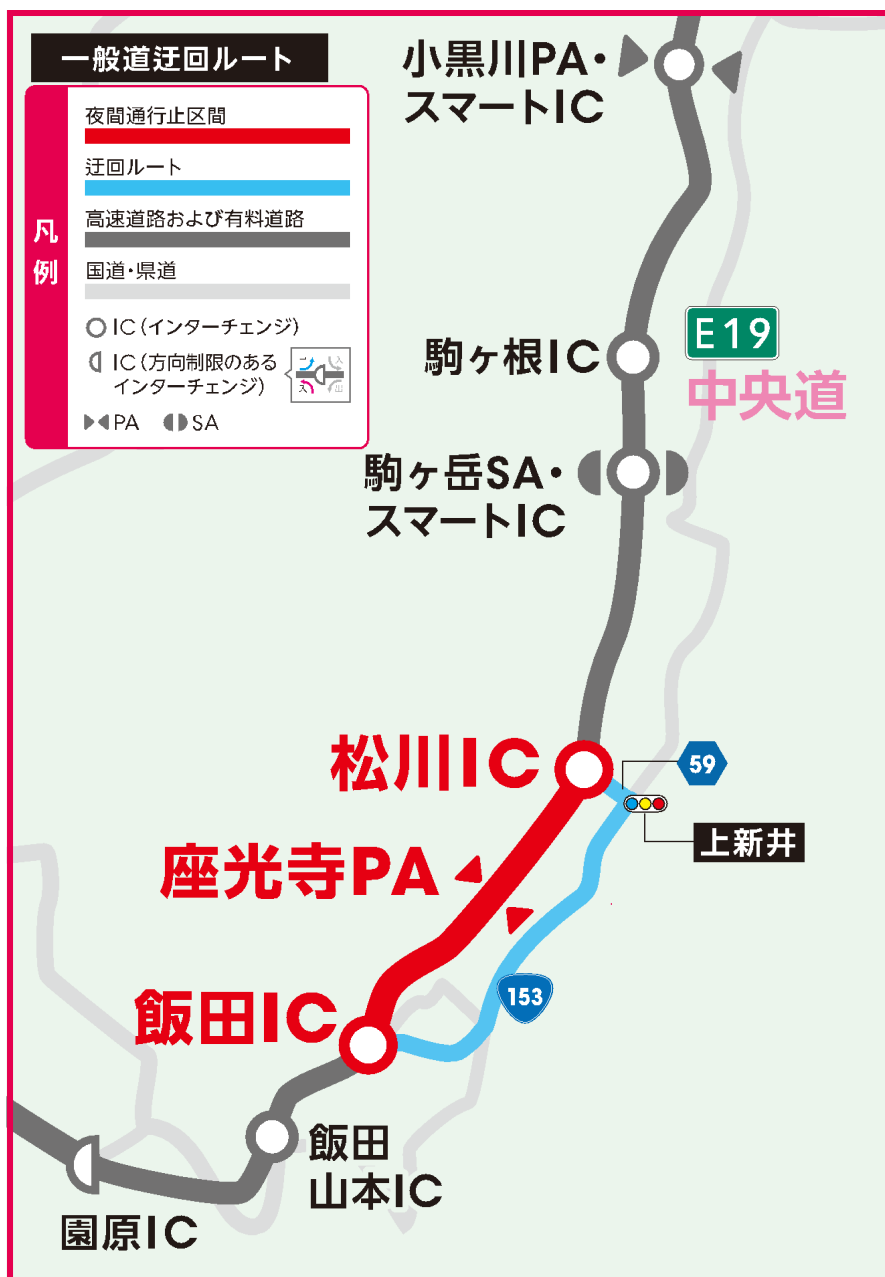 一般道迂回ルート
凡例
夜間通行止区間
迂回ルート
高速道路および有料道路
国道・県道
IC（インターチェンジ）
IC（方向制限のある
インターチェンジ）
PA
SA
小黒川PA・
スマートIC
駒ヶ根IC
E19
中央道
駒ヶ岳SA・
スマートIC
松川IC
59
上新井
座光寺PA
153
飯田IC
飯田
山本IC
園原IC